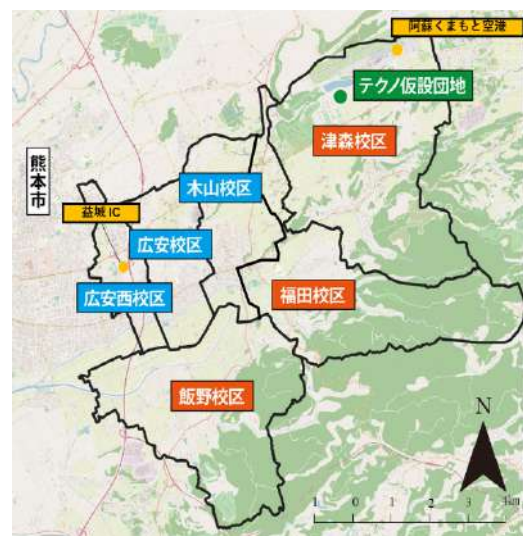 阿蘇くまもと空港
テクノ仮設団地
津森校区
熊本市
木山校区
益城 IC
広安校区
広安西校区
福田校区
飯野校区
N
1 0 1 2 3 4km